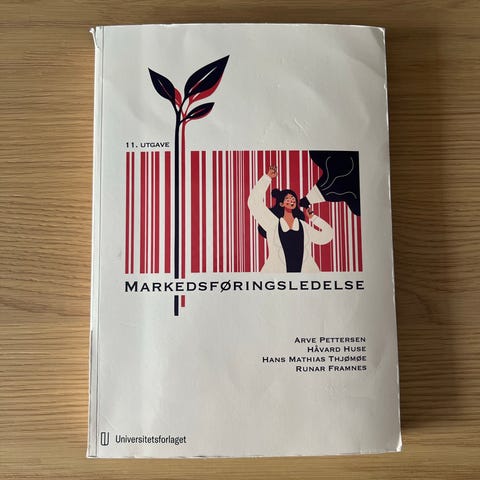 11. UTGAVE
MARKEDSFØRINGSLEDELSE
ARVE PETTERSEN
HÅVARD HUSE
HANS MATHIAS THJØMØE
RUNAR FRAMNES
Universitetsforlaget